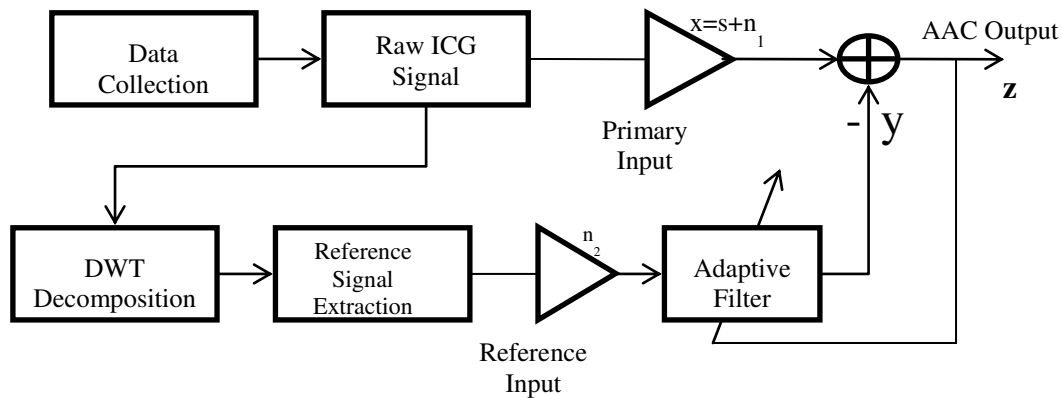 Data
Collection
Raw ICG
Signal
x=s+n1
Primary
Input
AAC Output
z
- y
DWT
Decomposition
Reference
Signal
Extraction
n2
Reference
Input
Adaptive
Filter